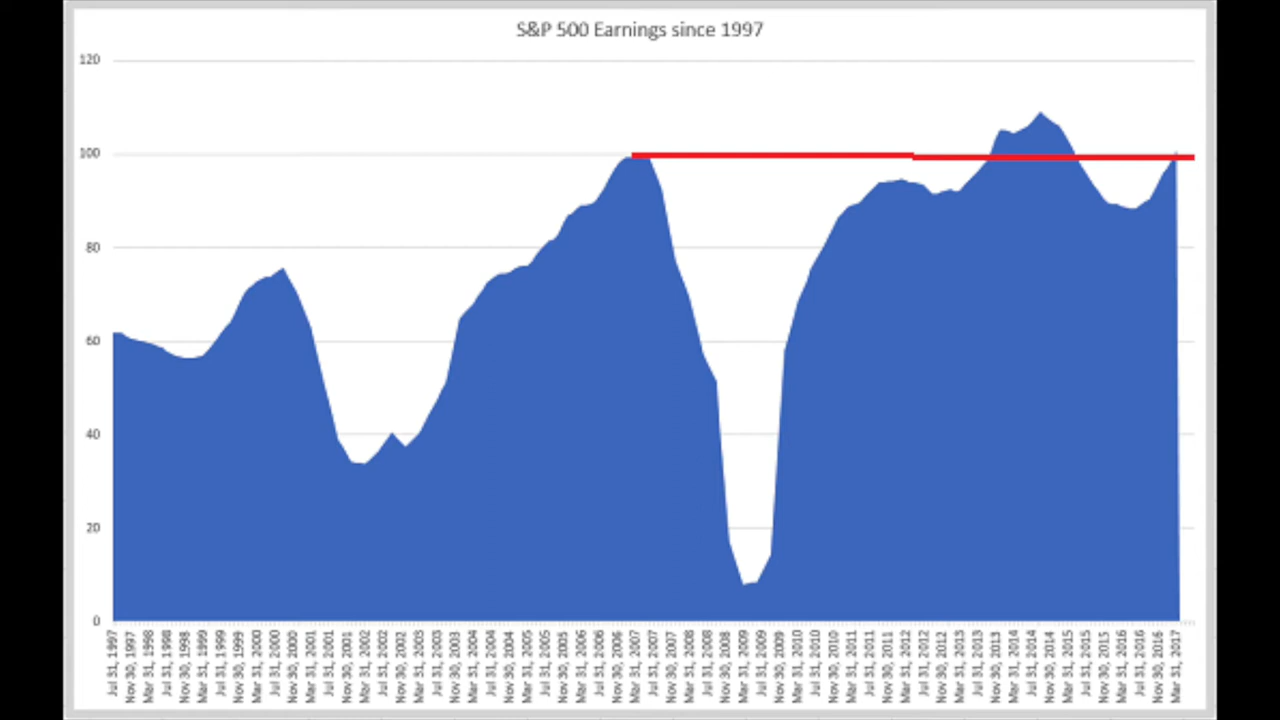 S&P 500 Earnings since 1997
120
100
80
60
40
20
0
Jul 31, 1997
Nov 30, 1997
Mar 31, 1998
Jul 31, 1998
Nov 30, 1998
Mar 31, 1999
Jul 31, 1999
Nov 30, 1999
Mar 31, 2000
Jul 31, 2000
Nov 30, 2000
Mar 31, 2001
Jul 31, 2001
Nov 30, 2001
Mar 31, 2002
Jul 31, 2002
Nov 30, 2002
Mar 31, 2003
Jul 31, 2003
Nov 30, 2003
Mar 31, 2004
Jul 31, 2004
Nov 30, 2004
Mar 31, 2005
Jul 31, 2005
Nov 30, 2005
Mar 31, 2006
Jul 31, 2006
Nov 30, 2006
Mar 31, 2007
Jul 31, 2007
Nov 30, 2007
Mar 31, 2008
Jul 31, 2008
Nov 30, 2008
Mar 31, 2009
Jul 31, 2009
Nov 30, 2009
Mar 31, 2010
Jul 31, 2010
Nov 30, 2010
Mar 31, 2011
Jul 31, 2011
Nov 30, 2011
Mar 31, 2012
Jul 31, 2012
Nov 30, 2012
Mar 31, 2013
Jul 31, 2013
Nov 30, 2013
Mar 31, 2014
Jul 31, 2014
Nov 30, 2014
Mar 31, 2015
Jul 31, 2015
Nov 30, 2015
Mar 31, 2016
Jul 31, 2016
Nov 30, 2016
Mar 31, 2017